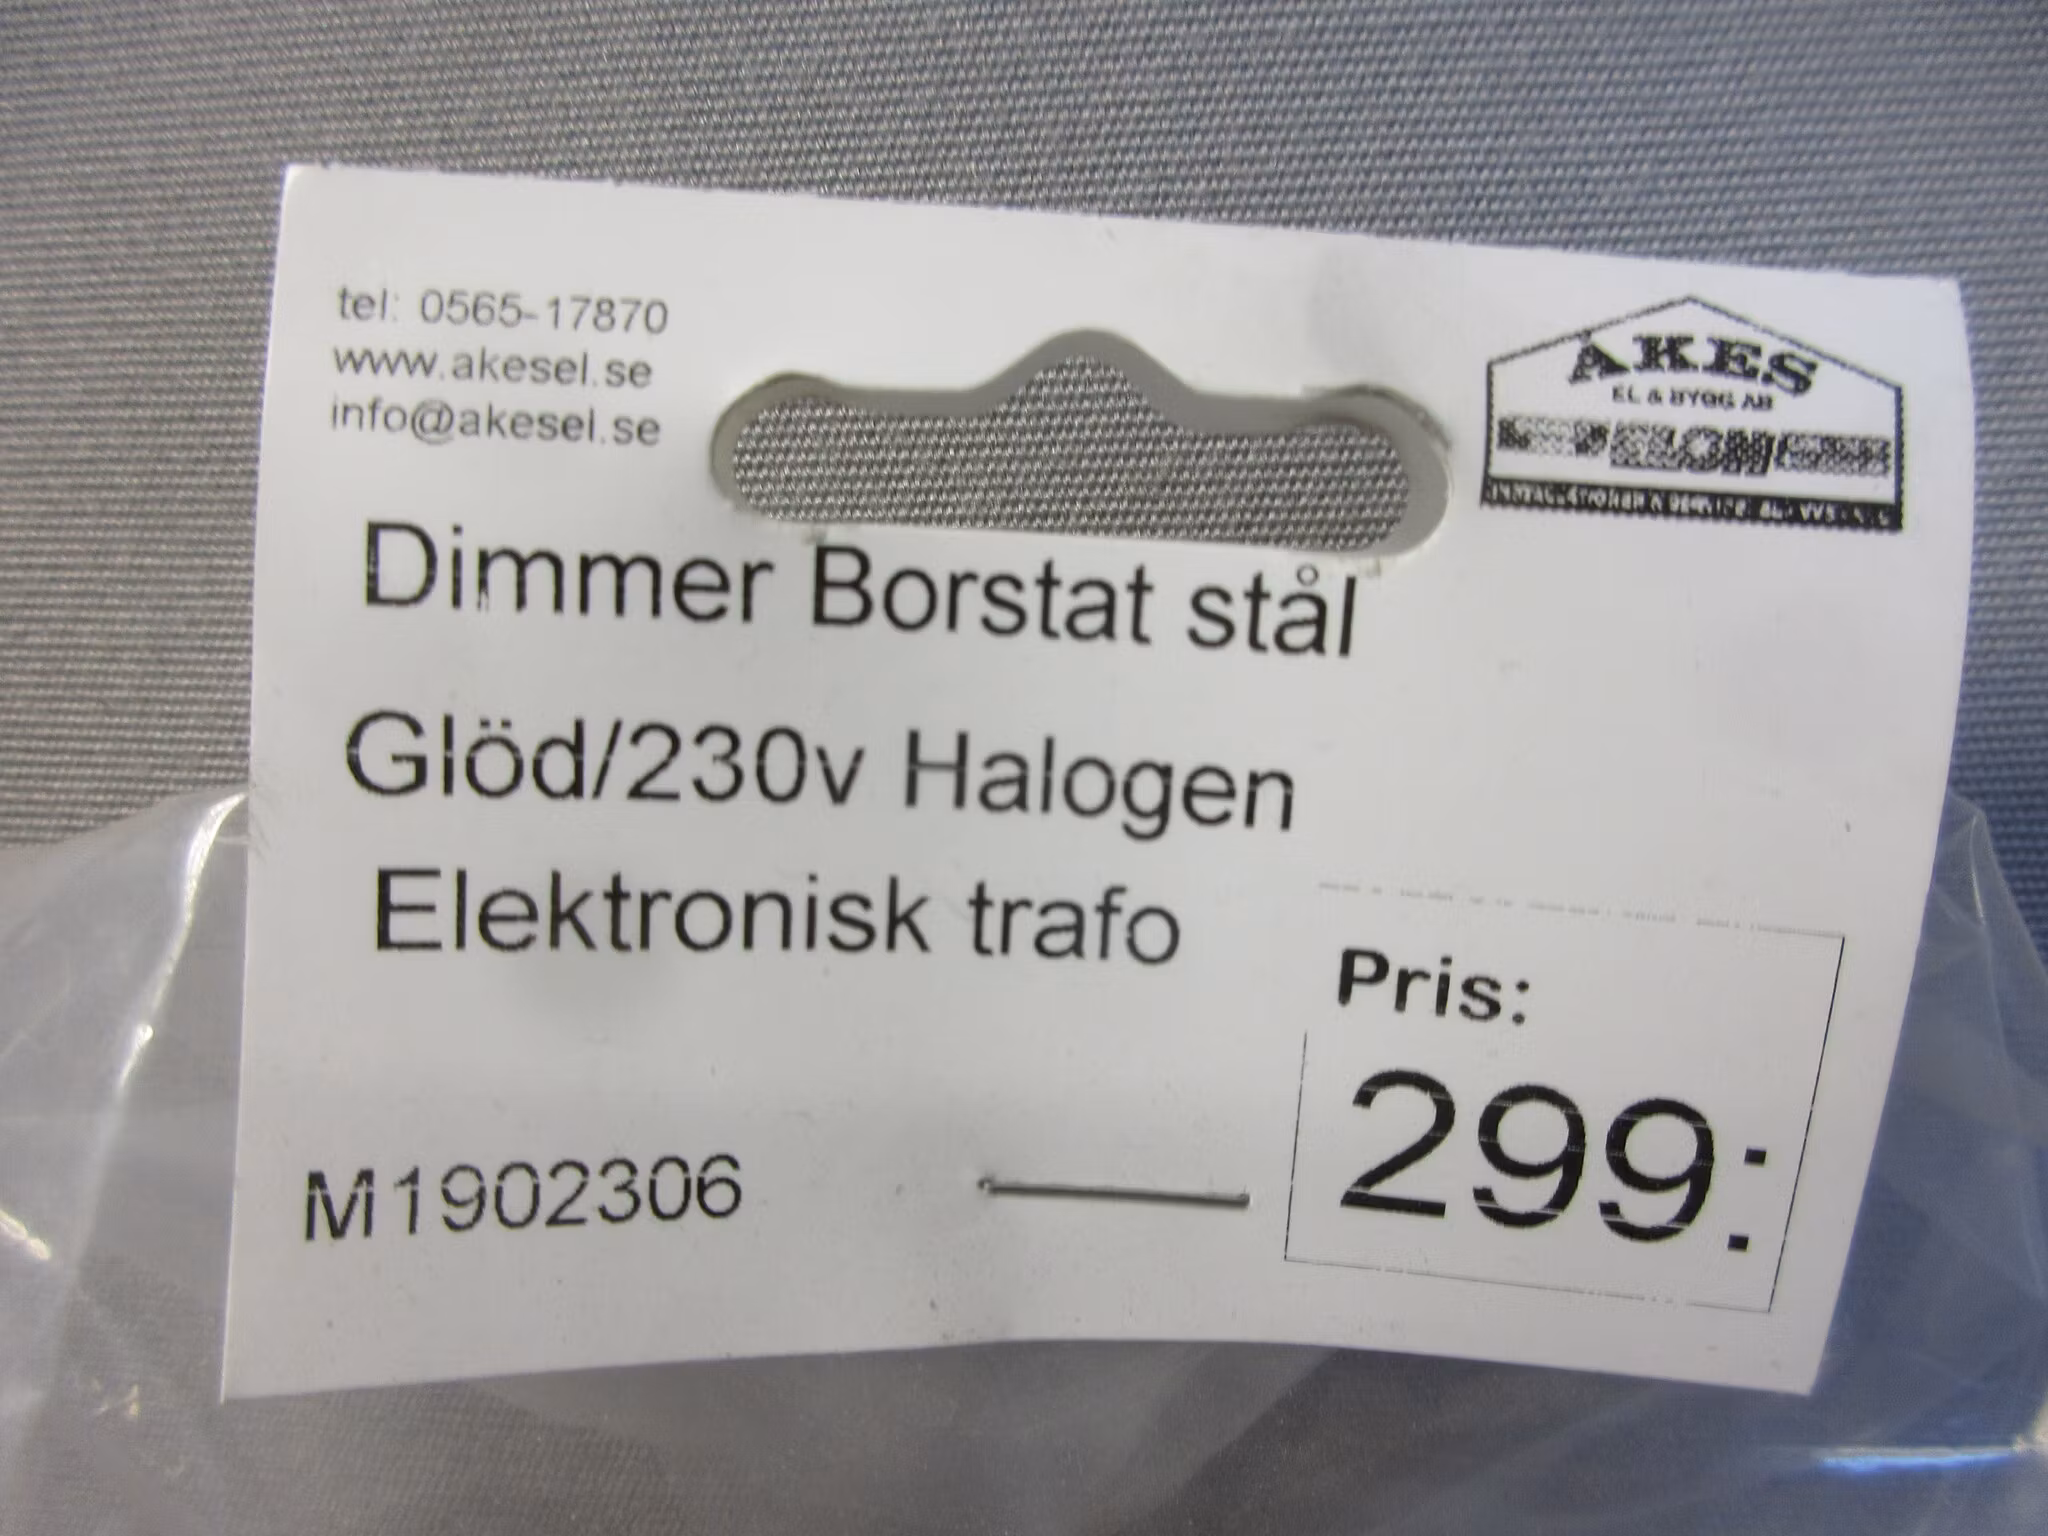 tel: 0565-17870
www.akesel.se
info@akesel.se
ÅKES
EL & BYGG AB
ELON
Dimmer Borstat stål
Glöd/230v Halogen
Elektronisk trafo
Pris:
299:
M1902306